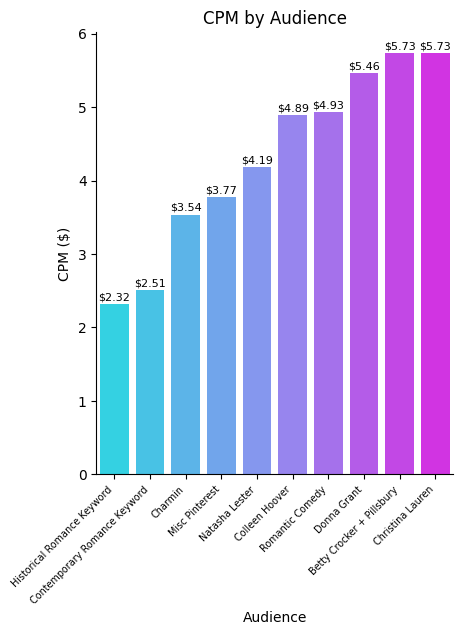 CPM by Audience
CPM ($)
6
5
4
3
2
1
0
$2.32
$2.51
$3.54
$3.77
$4.19
$4.89
$4.93
$5.46
$5.73
$5.73
Historical Romance Keyword
Contemporary Romance Keyword
Charmin
Misc Pinterest
Natasha Lester
Colleen Hoover
Romantic Comedy
Donna Grant
Betty Crocker + Pillsbury
Christina Lauren
Audience